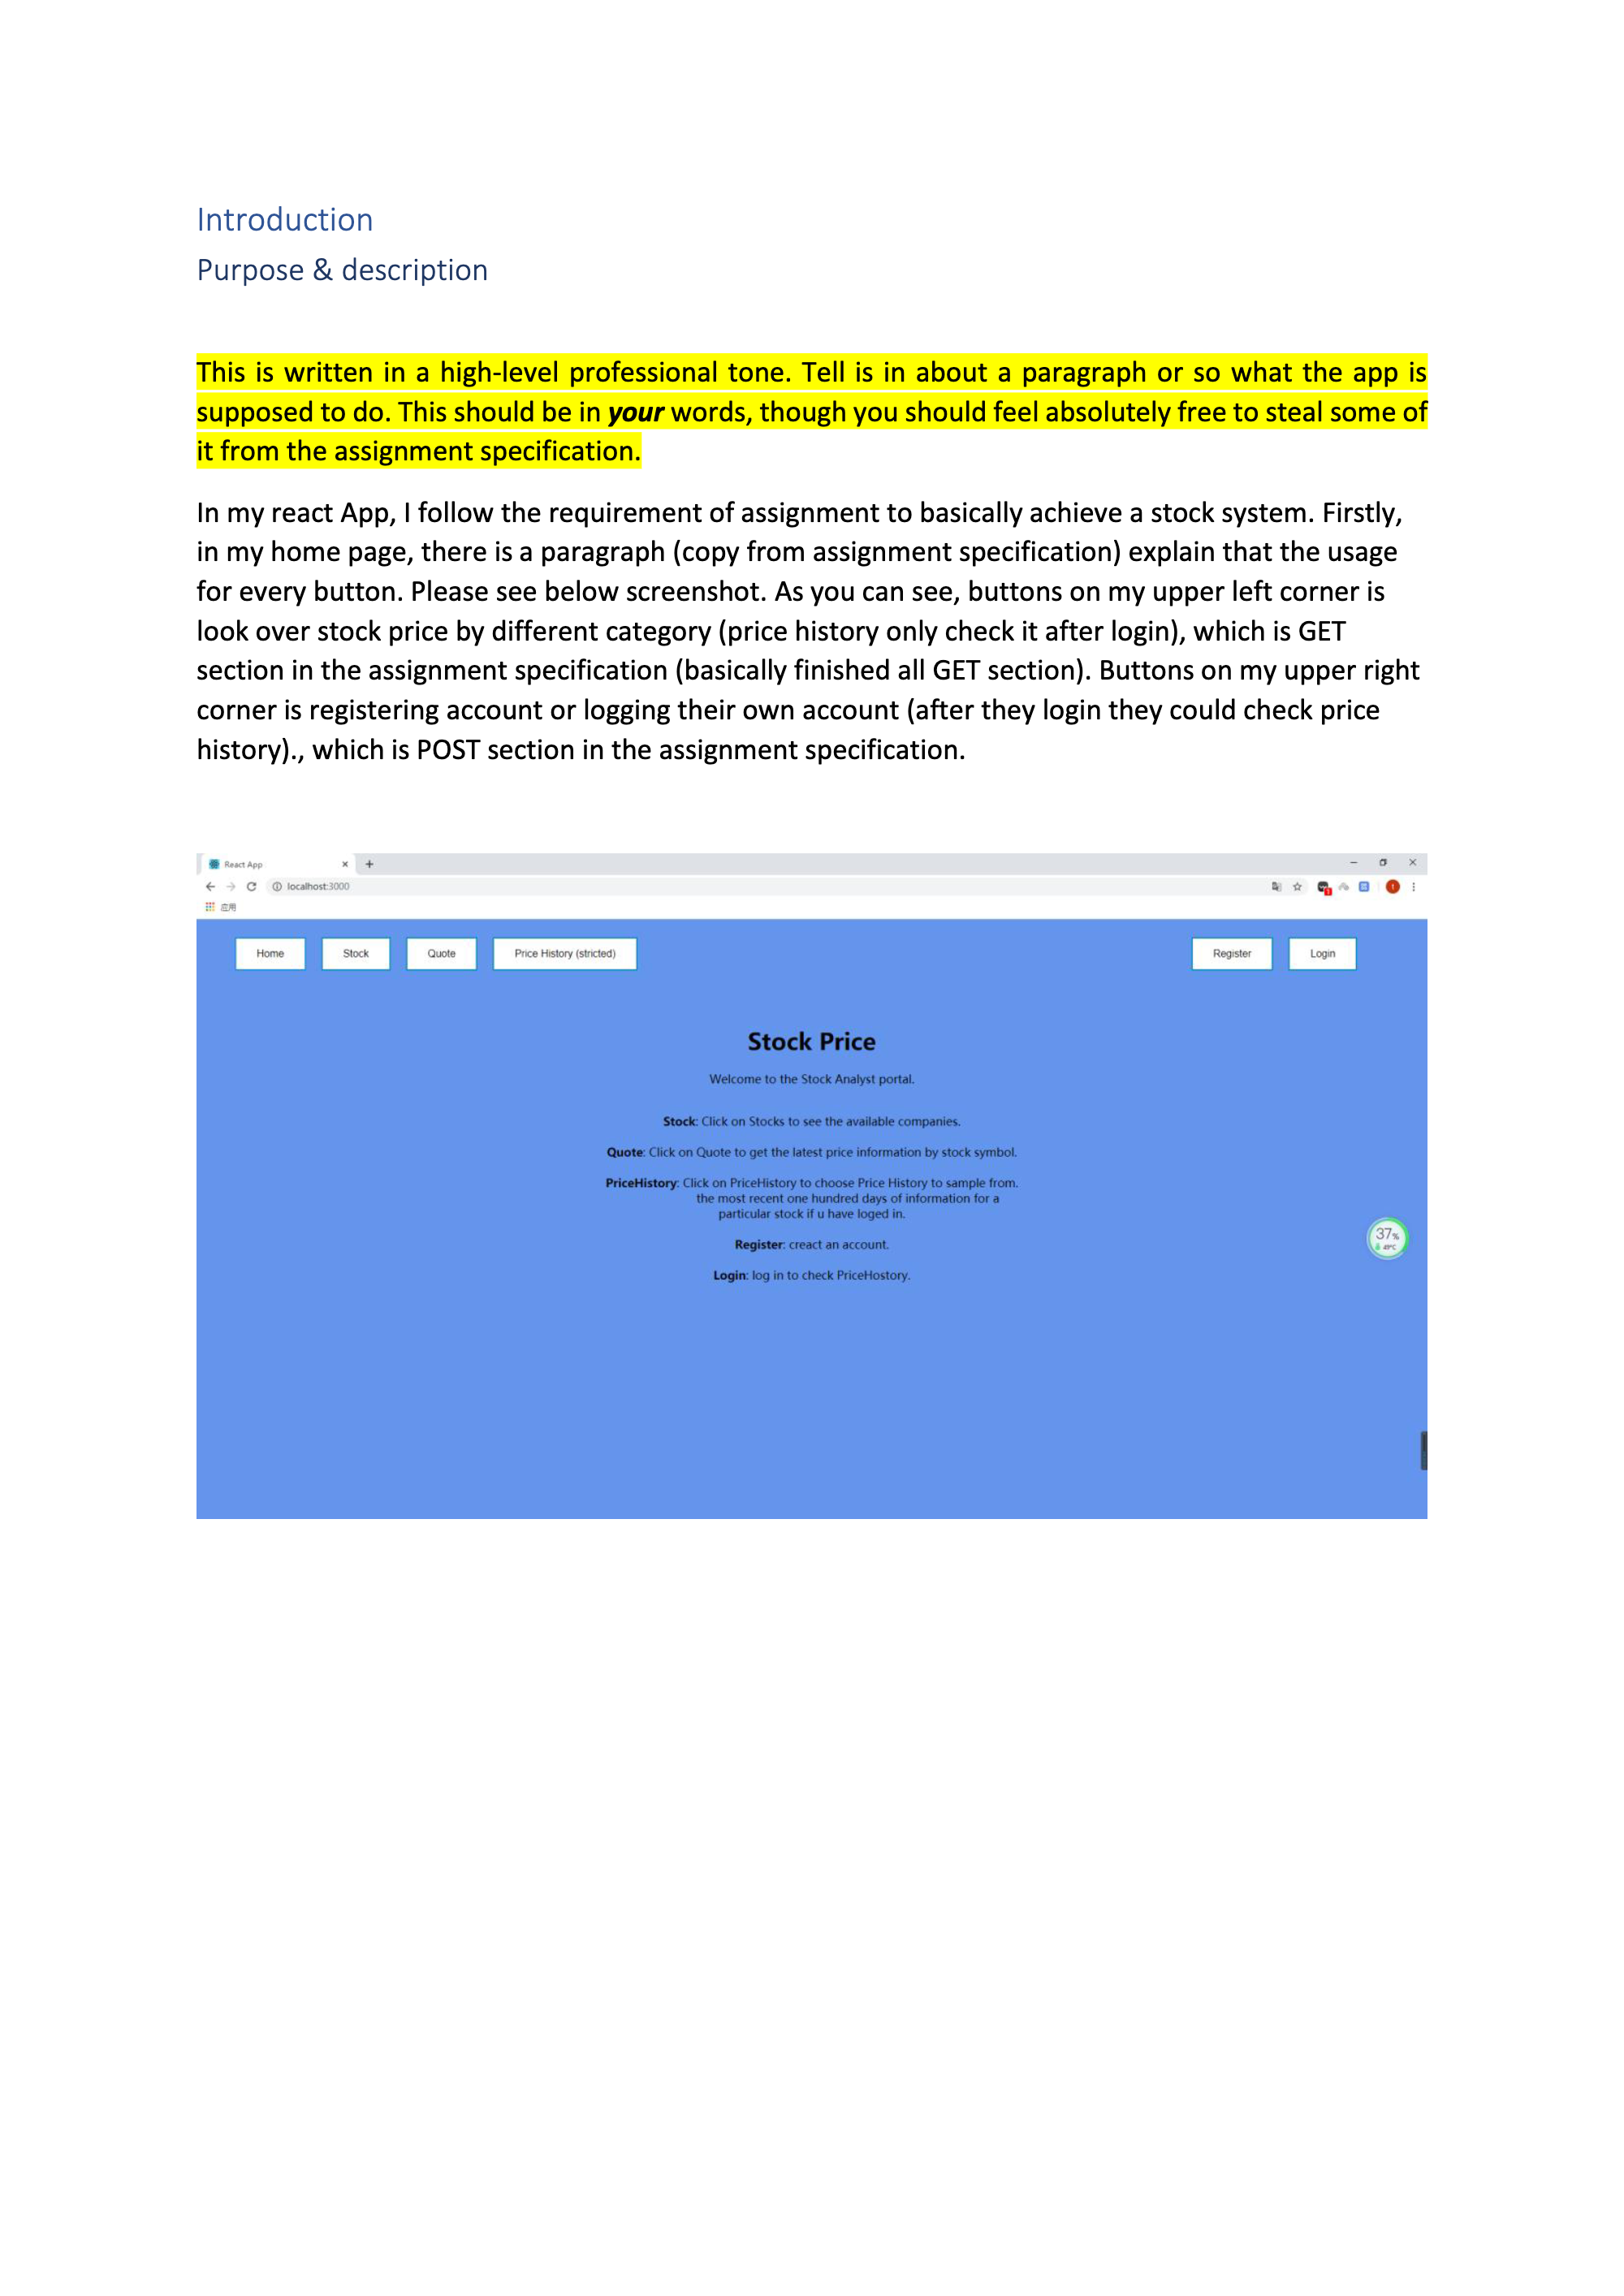 Introduction
Purpose & description
This is written in a high-level professional tone. Tell is in about a paragraph or so what the app is
supposed to do. This should be in your words, though you should feel absolutely free to steal some of
it from the assignment specification.
In my react App, I follow the requirement of assignment to basically achieve a stock system. Firstly,
in my home page, there is a paragraph (copy from assignment specification) explain that the usage
for every button. Please see below screenshot. As you can see, buttons on my upper left corner is
look over stock price by different category (price history only check it after login), which is GET
section in the assignment specification (basically finished all GET section). Buttons on my upper right
corner is registering account or logging their own account (after they login they could check price
history)., which is POST section in the assignment specification.
React App
localhost:3000
应用
Home Stock Quote Price History (stricted) Register Login
Stock Price
Welcome to the Stock Analyst portal.
Stock: Click on Stocks to see the available companies.
Quote: Click on Quote to get the latest price information by stock symbol.
PriceHistory: Click on PriceHistory to choose Price History to sample from.
the most recent one hundred days of information for a
particular stock if u have loged in.
37%
49°C
Register: creact an account.
Login: log in to check PriceHostory.